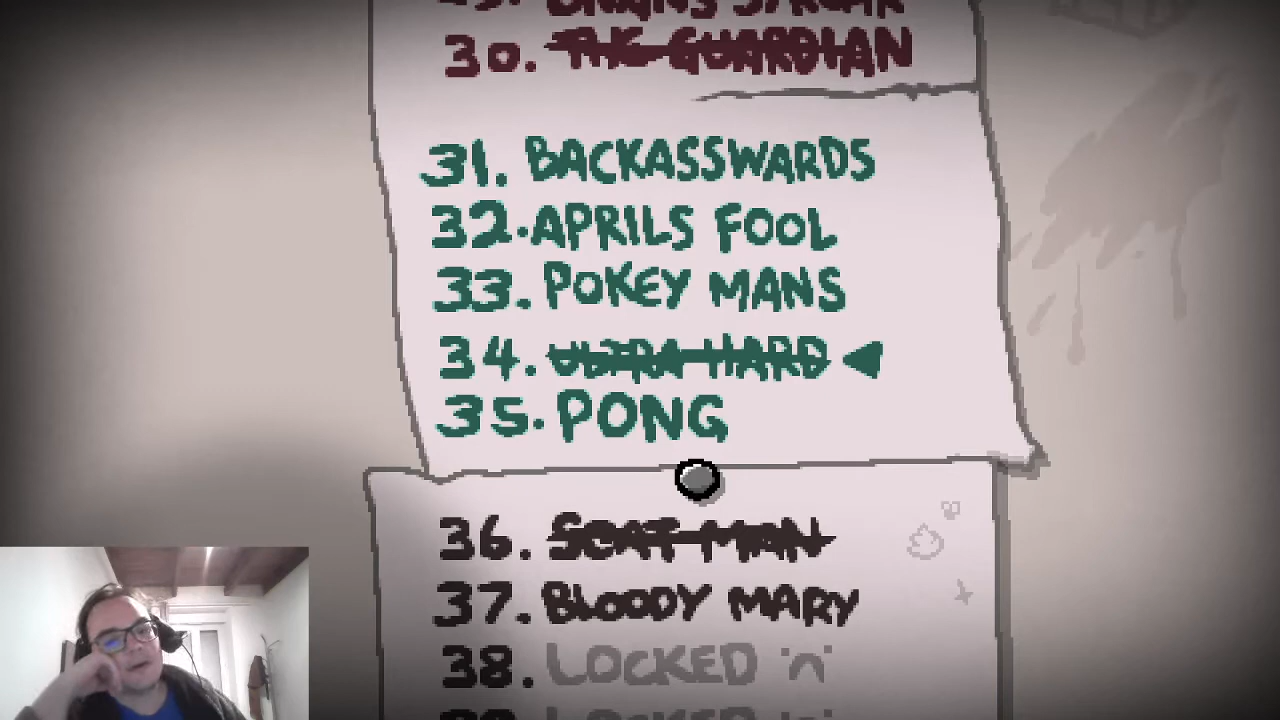 30. THE GUARDIAN
31. BACKASSWARDS
32. APRILS FOOL
33. POKEY MANS
34. ULTRA HARD
35. PONG
36. SCAT MAN
37. BLOODY MARY
38. LOCKED